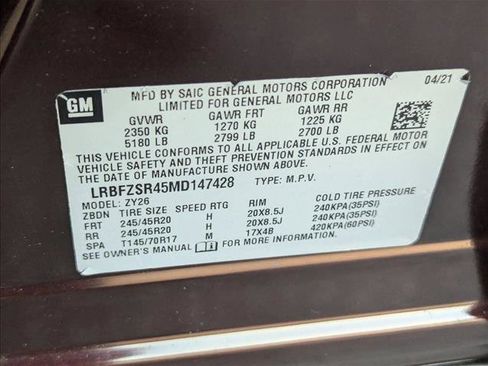 GM
MFD BY SAIC GENERAL MOTORS CORPORATION 04/21
LIMITED FOR GENERAL MOTORS LLC
GVWR GAWR FRT GAWR RR
2350 KG 1270 KG 1225 KG
5180 LB 2799 LB 2700 LB
THIS VEHICLE CONFORMS TO ALL APPLICABLE U.S. FEDERAL MOTOR
VEHICLE SAFETY AND THEFT PREVENTION STANDARDS IN EFFECT ON
THE DATE OF MANUFACTURE SHOWN ABOVE.
LRBFZSR45MD147428 TYPE: M.P.V.
MODEL: ZY26
ZBDN TIRE SIZE SPEED RTG RIM COLD TIRE PRESSURE
FRT 245/45R20 H 20X8.5J 240KPA(35PSI)
RR 245/45R20 H 20X8.5J 240KPA(35PSI)
SPA T145/70R17 M 17X4B 420KPA(60PSI)
SEE OWNER'S MANUAL FOR MORE INFORMATION